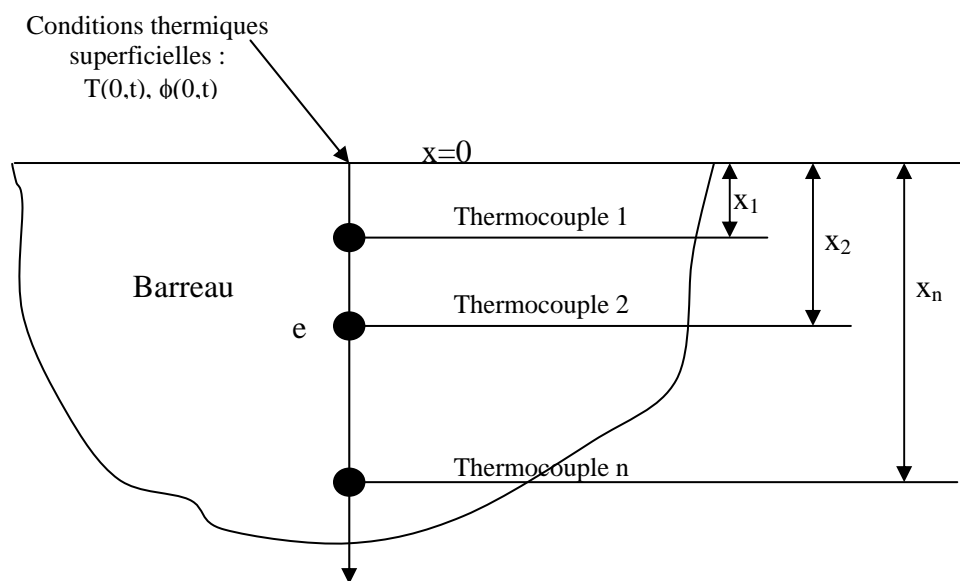 Conditions thermiques
superficielles :
T(0,t), ϕ(0,t)
x=0
x₁
Thermocouple 1
x₂
Barreau
xₙ
Thermocouple 2
e
Thermocouple n